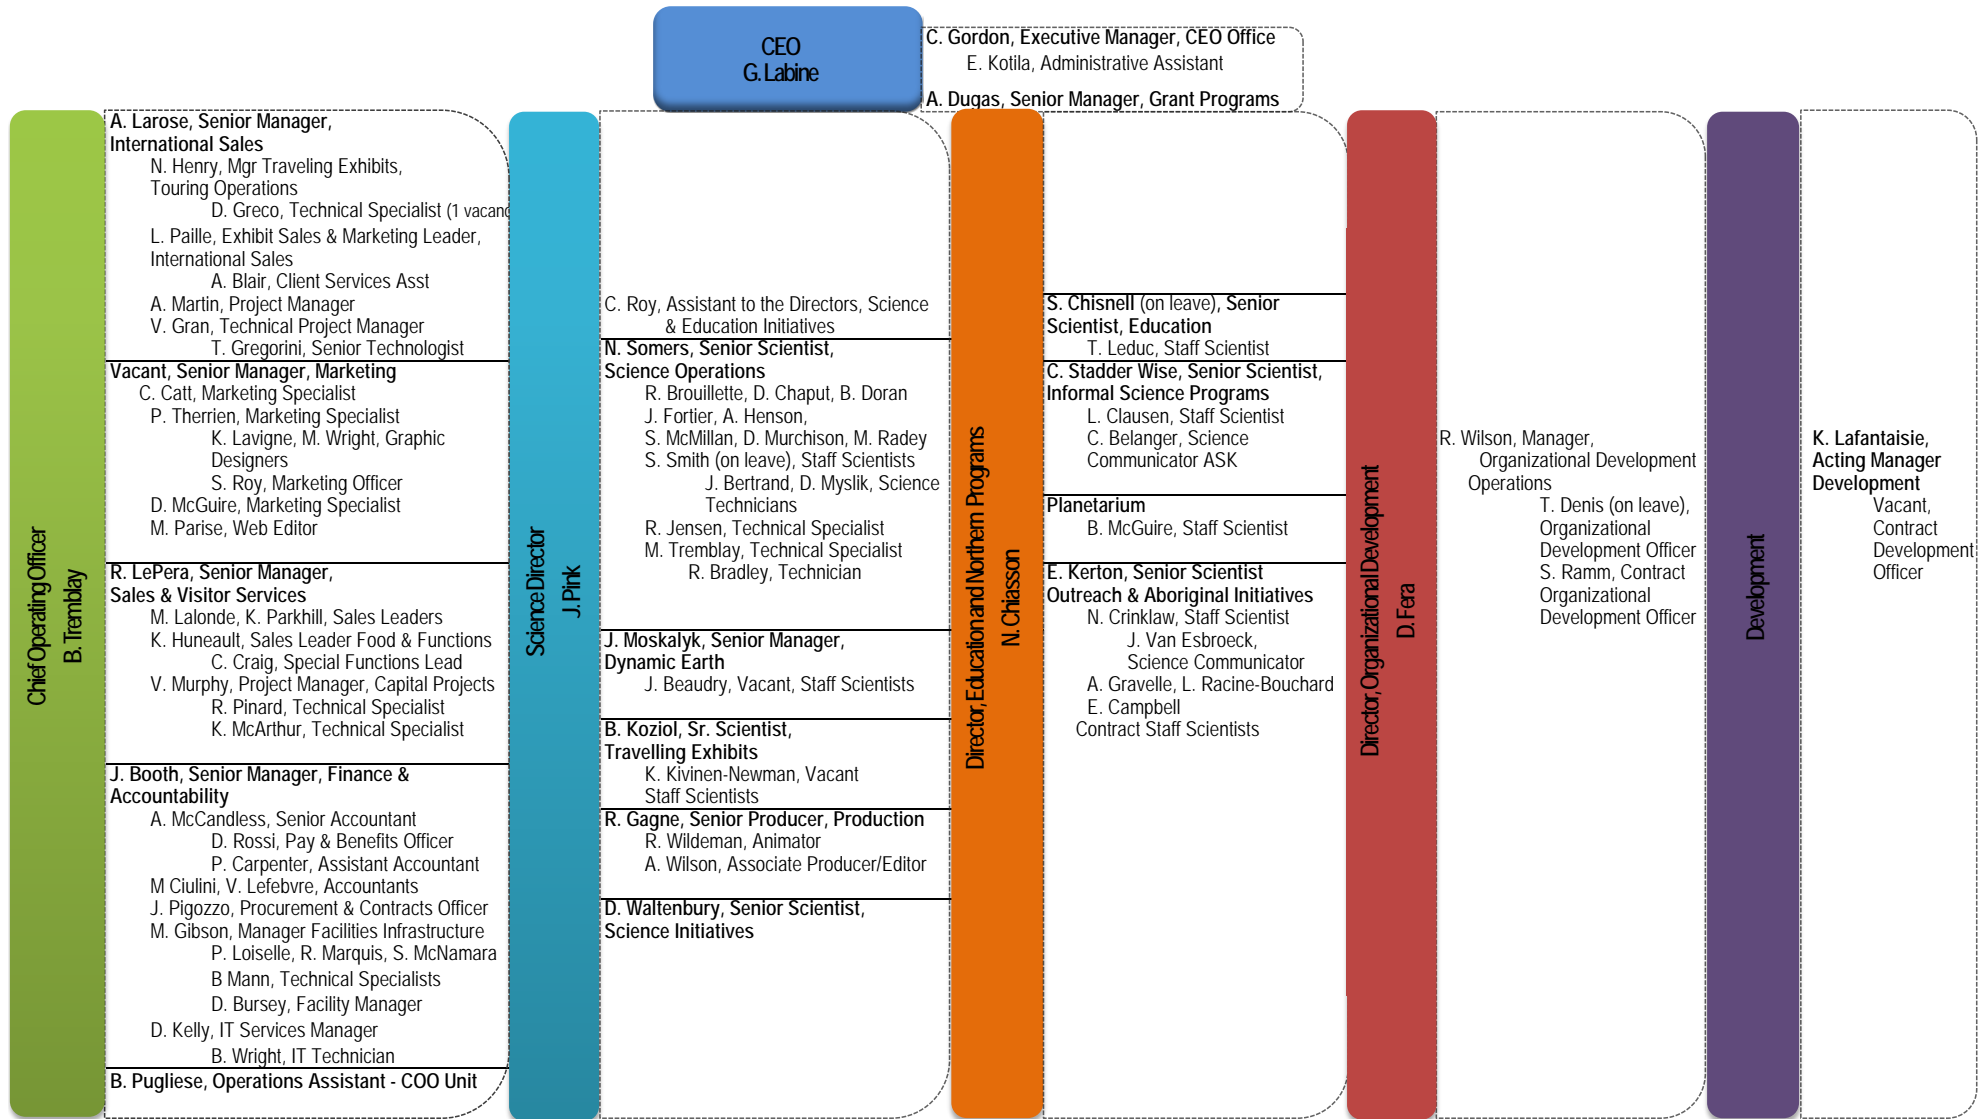 CEO
G. Labine
C. Gordon, Executive Manager, CEO Office
E. Kotila, Administrative Assistant
A. Dugas, Senior Manager, Grant Programs
Chief Operating Officer
B. Tremblay
A. Larose, Senior Manager,
International Sales
N. Henry, Mgr Traveling Exhibits,
Touring Operations
D. Greco, Technical Specialist (1 vacanc
L. Paille, Exhibit Sales & Marketing Leader,
International Sales
A. Blair, Client Services Asst
A. Martin, Project Manager
V. Gran, Technical Project Manager
T. Gregorini, Senior Technologist
Vacant, Senior Manager, Marketing
C. Catt, Marketing Specialist
P. Therrien, Marketing Specialist
K. Lavigne, M. Wright, Graphic
Designers
S. Roy, Marketing Officer
D. McGuire, Marketing Specialist
M. Parise, Web Editor
R. LePera, Senior Manager,
Sales & Visitor Services
M. Lalonde, K. Parkhill, Sales Leaders
K. Huneault, Sales Leader Food & Functions
C. Craig, Special Functions Lead
V. Murphy, Project Manager, Capital Projects
R. Pinard, Technical Specialist
K. McArthur, Technical Specialist
J. Booth, Senior Manager, Finance &
Accountability
A. McCandless, Senior Accountant
D. Rossi, Pay & Benefits Officer
P. Carpenter, Assistant Accountant
M Ciulini, V. Lefebvre, Accountants
J. Pigozzo, Procurement & Contracts Officer
M. Gibson, Manager Facilities Infrastructure
P. Loiselle, R. Marquis, S. McNamara
B Mann, Technical Specialists
D. Bursey, Facility Manager
D. Kelly, IT Services Manager
B. Wright, IT Technician
B. Pugliese, Operations Assistant - COO Unit
Science Director
J. Pink
C. Roy, Assistant to the Directors, Science
& Education Initiatives
N. Somers, Senior Scientist,
Science Operations
R. Brouillette, D. Chaput, B. Doran
J. Fortier, A. Henson,
S. McMillan, D. Murchison, M. Radey
S. Smith (on leave), Staff Scientists
J. Bertrand, D. Myslik, Science
Technicians
R. Jensen, Technical Specialist
M. Tremblay, Technical Specialist
R. Bradley, Technician
J. Moskalyk, Senior Manager,
Dynamic Earth
J. Beaudry, Vacant, Staff Scientists
B. Koziol, Sr. Scientist,
Travelling Exhibits
K. Kivinen-Newman, Vacant
Staff Scientists
R. Gagne, Senior Producer, Production
R. Wildeman, Animator
A. Wilson, Associate Producer/Editor
D. Waltenbury, Senior Scientist,
Science Initiatives
Director, Education and Northern Programs
N. Chiasson
S. Chisnell (on leave), Senior
Scientist, Education
T. Leduc, Staff Scientist
C. Stadder Wise, Senior Scientist,
Informal Science Programs
L. Clausen, Staff Scientist
C. Belanger, Science
Communicator ASK
Planetarium
B. McGuire, Staff Scientist
E. Kerton, Senior Scientist
Outreach & Aboriginal Initiatives
N. Crinklaw, Staff Scientist
J. Van Esbroeck,
Science Communicator
A. Gravelle, L. Racine-Bouchard
E. Campbell
Contract Staff Scientists
Director, Organizational Development
D. Fera
R. Wilson, Manager,
Organizational Development
Operations
T. Denis (on leave),
Organizational
Development Officer
S. Ramm, Contract
Organizational
Development Officer
Development
K. Lafantaisie,
Acting Manager
Development
Vacant,
Contract
Development
Officer